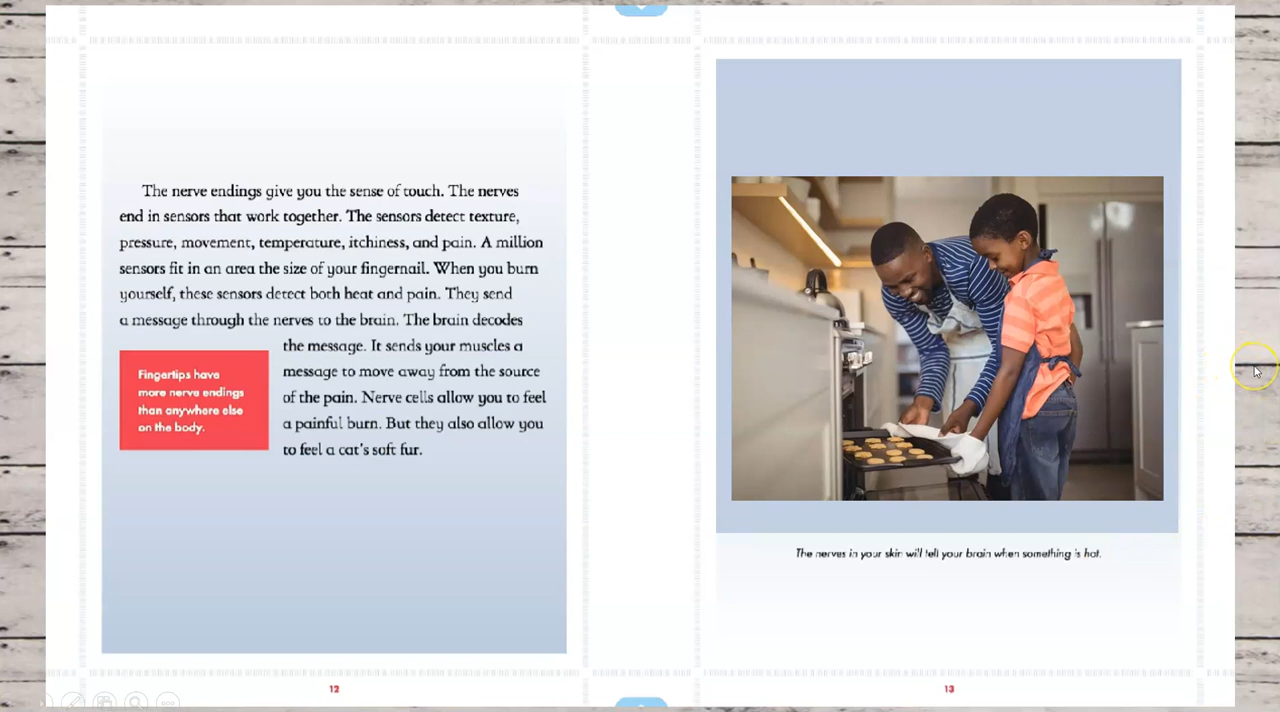 The nerve endings give you the sense of touch. The nerves
end in sensors that work together. The sensors detect texture,
pressure, movement, temperature, itchiness, and pain. A million
sensors fit in an area the size of your fingernail. When you burn
yourself, these sensors detect both heat and pain. They send
a message through the nerves to the brain. The brain decodes
the message. It sends your muscles a
message to move away from the source
of the pain. Nerve cells allow you to feel
a painful burn. But they also allow you
to feel a cat's soft fur.
Fingertips have
more nerve endings
than anywhere else
on the body.
12
The nerves in your skin will tell your brain when something is hot.
13